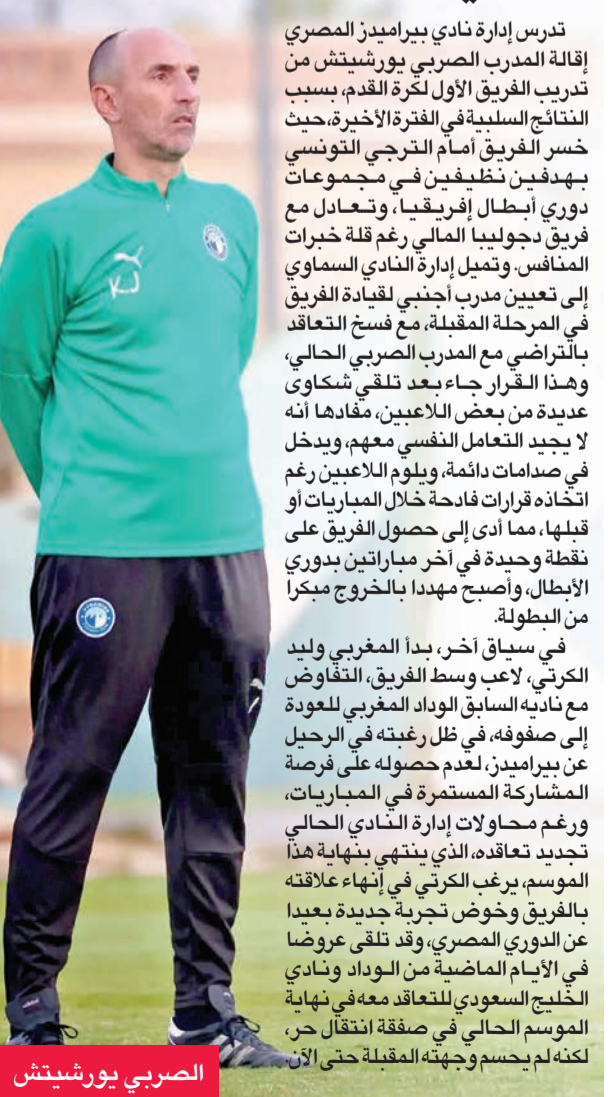 تدرس إدارة نادي بيراميدز المصري
إقالة المدرب الصربي يورشيتش من
تدريب الفريق الأول لكرة القدم، بسبب
النتائج السلبية في الفترة الأخيرة، حيث
خسر الفريق أمام الترجي التونسي
بهدفين نظيفين في مجموعات
دوري أبطال إفريقيا، وتعادل مع
فريق دجوليبا المالي رغم قلة خبرات
المنافس. وتميل إدارة النادي السماوي
إلى تعيين مدرب أجنبي لقيادة الفريق
في المرحلة المقبلة، مع فسخ التعاقد
بالتراضي مع المدرب الصربي الحالي،
وهذا القرار جاء بعد تلقي شكاوى
عديدة من بعض اللاعبين، مفادها أنه
لا يجيد التعامل النفسي معهم، ويدخل
في صدامات دائمة، ويلوم اللاعبين رغم
اتخاذه قرارات فادحة خلال المباريات أو
قبلها، مما أدى إلى حصول الفريق على
نقطة وحيدة في آخر مباراتين بدوري
الأبطال، وأصبح مهددا بالخروج مبكرا
من البطولة.
في سياق آخر، بدأ المغربي وليد
الكرتي، لاعب وسط الفريق، التفاوض
مع ناديه السابق الوداد المغربي للعودة
إلى صفوفه، في ظل رغبته في الرحيل
عن بيراميدز، لعدم حصوله على فرصة
المشاركة المستمرة في المباريات،
ورغم محاولات إدارة النادي الحالي
تجديد تعاقده، الذي ينتهي بنهاية هذا
الموسم، يرغب الكرتي في إنهاء علاقته
بالفريق وخوض تجربة جديدة بعيدا
عن الدوري المصري، وقد تلقى عروضا
في الأيام الماضية من الوداد ونادي
الخليج السعودي للتعاقد معه في نهاية
الموسم الحالي في صفقة انتقال حر،
لكنه لم يحسم وجهته المقبلة حتى الآن.
KJ
الصربي يورشيتش